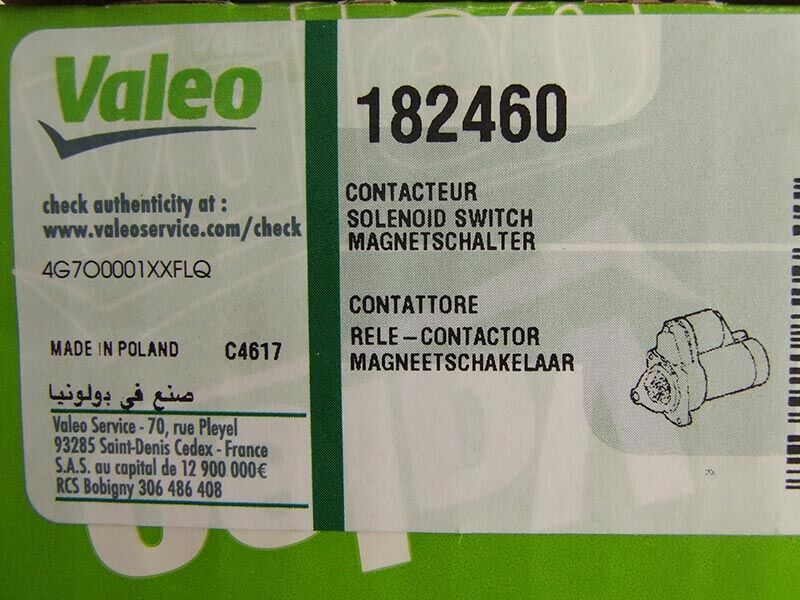 Valeo
check authenticity at :
www.valeoservice.com/check
4G7O0001XXFLQ
MADE IN POLAND C4617
صنع في بولونيا
Valeo Service - 70, rue Pleyel
93285 Saint-Denis Cedex - France
S.A.S. au capital de 12 900 000€
RCS Bobigny 306 486 408
182460
CONTACTEUR
SOLENOID SWITCH
MAGNETSCHALTER
CONTATTORE
RELE-CONTACTOR
MAGNEETSCHAKELAAR